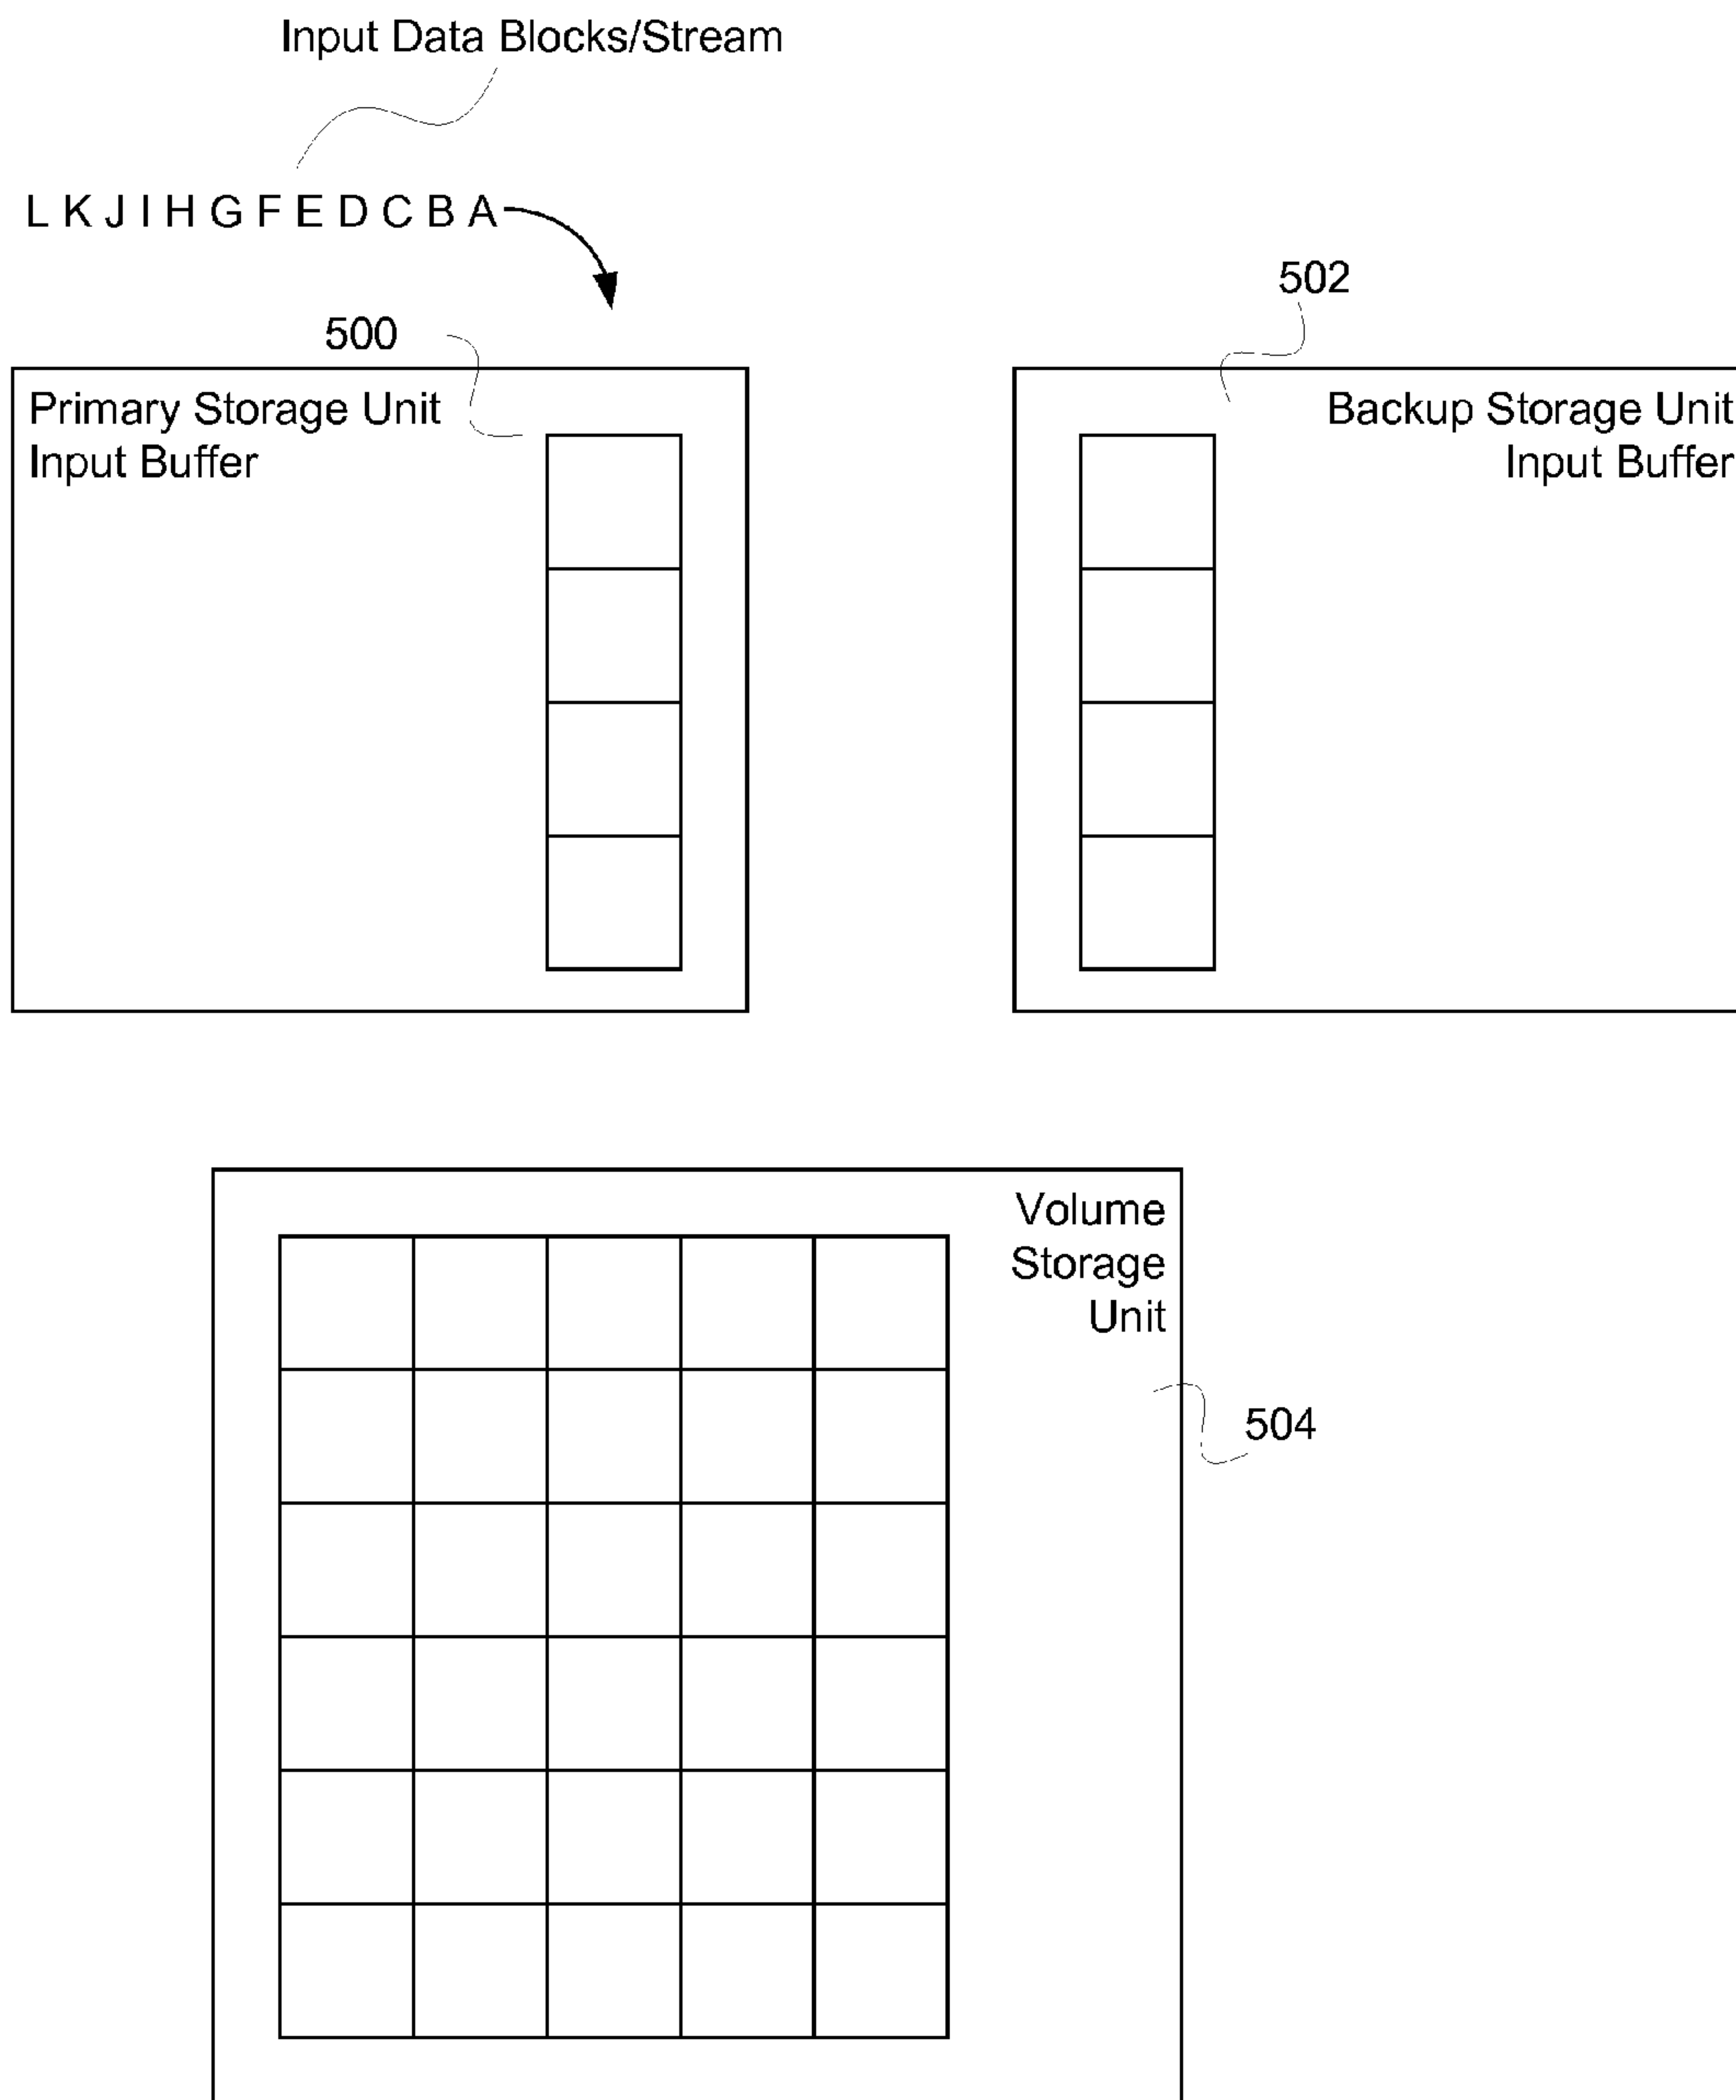 Input Data Blocks/Stream
L K J I H G F E D C B A
502
500
Primary Storage Unit
Input Buffer
Backup Storage Unit
Input Buffer
Volume
Storage
Unit
504